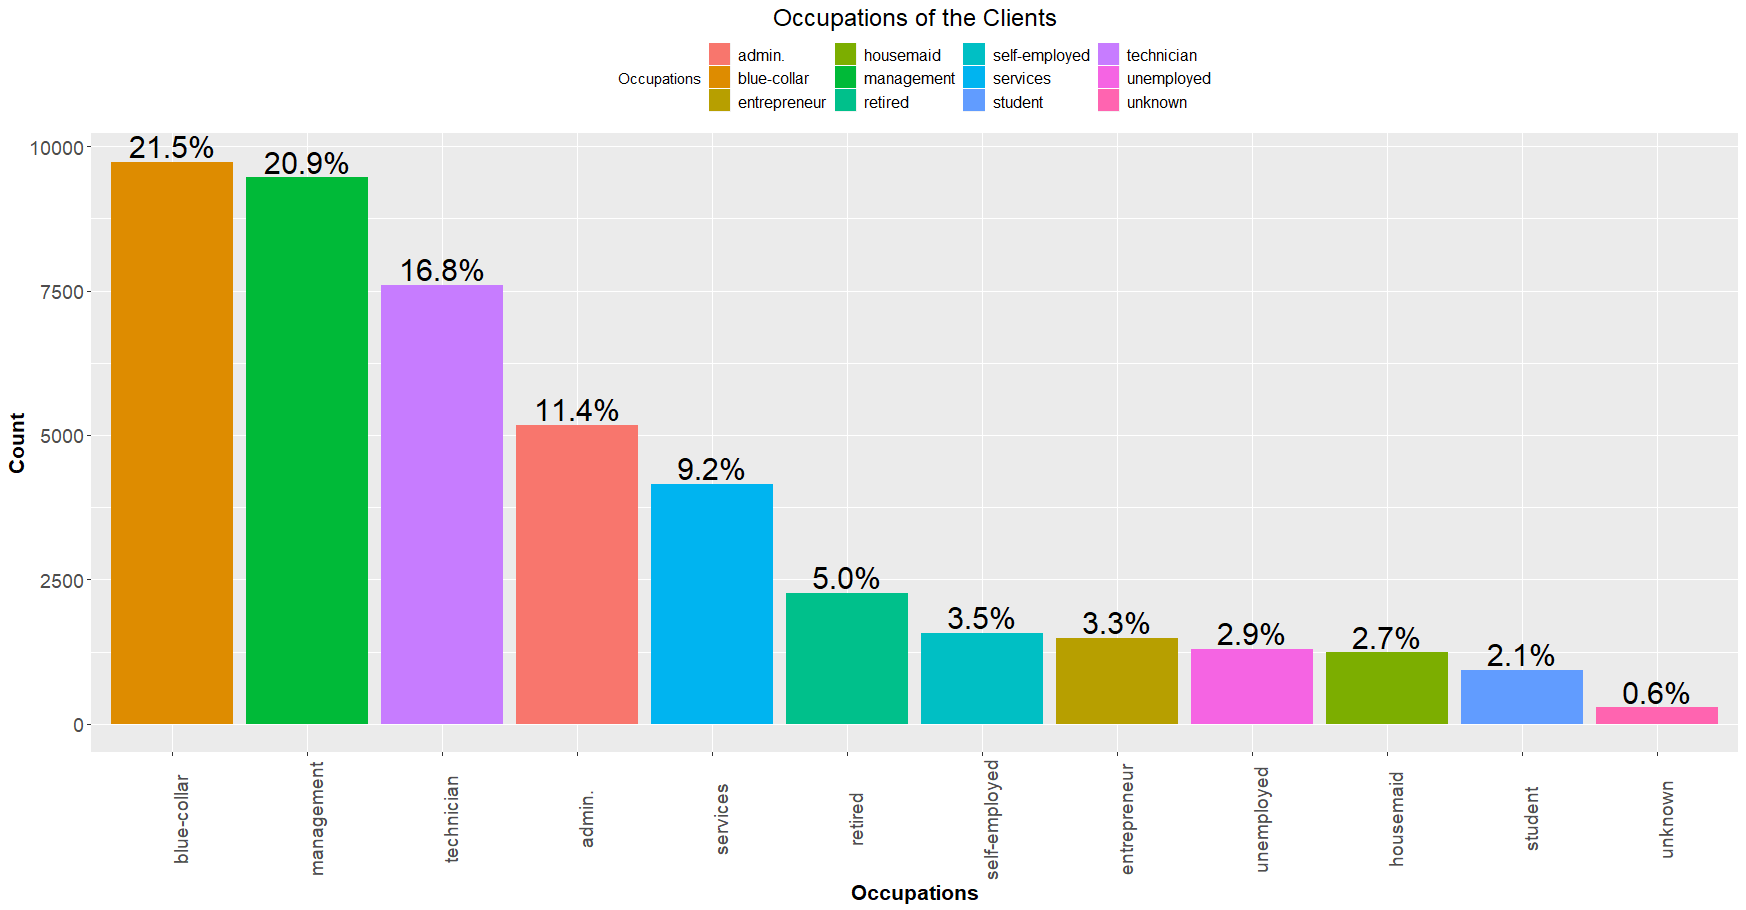 Occupations of the Clients
Occupations
admin.
blue-collar
entrepreneur
housemaid
management
retired
self-employed
services
student
technician
unemployed
unknown
Count
10000
7500
5000
2500
0
21.5%
20.9%
16.8%
11.4%
9.2%
5.0%
3.5%
3.3%
2.9%
2.7%
2.1%
0.6%
blue-collar
management
technician
admin.
services
retired
self-employed
entrepreneur
unemployed
housemaid
student
unknown
Occupations